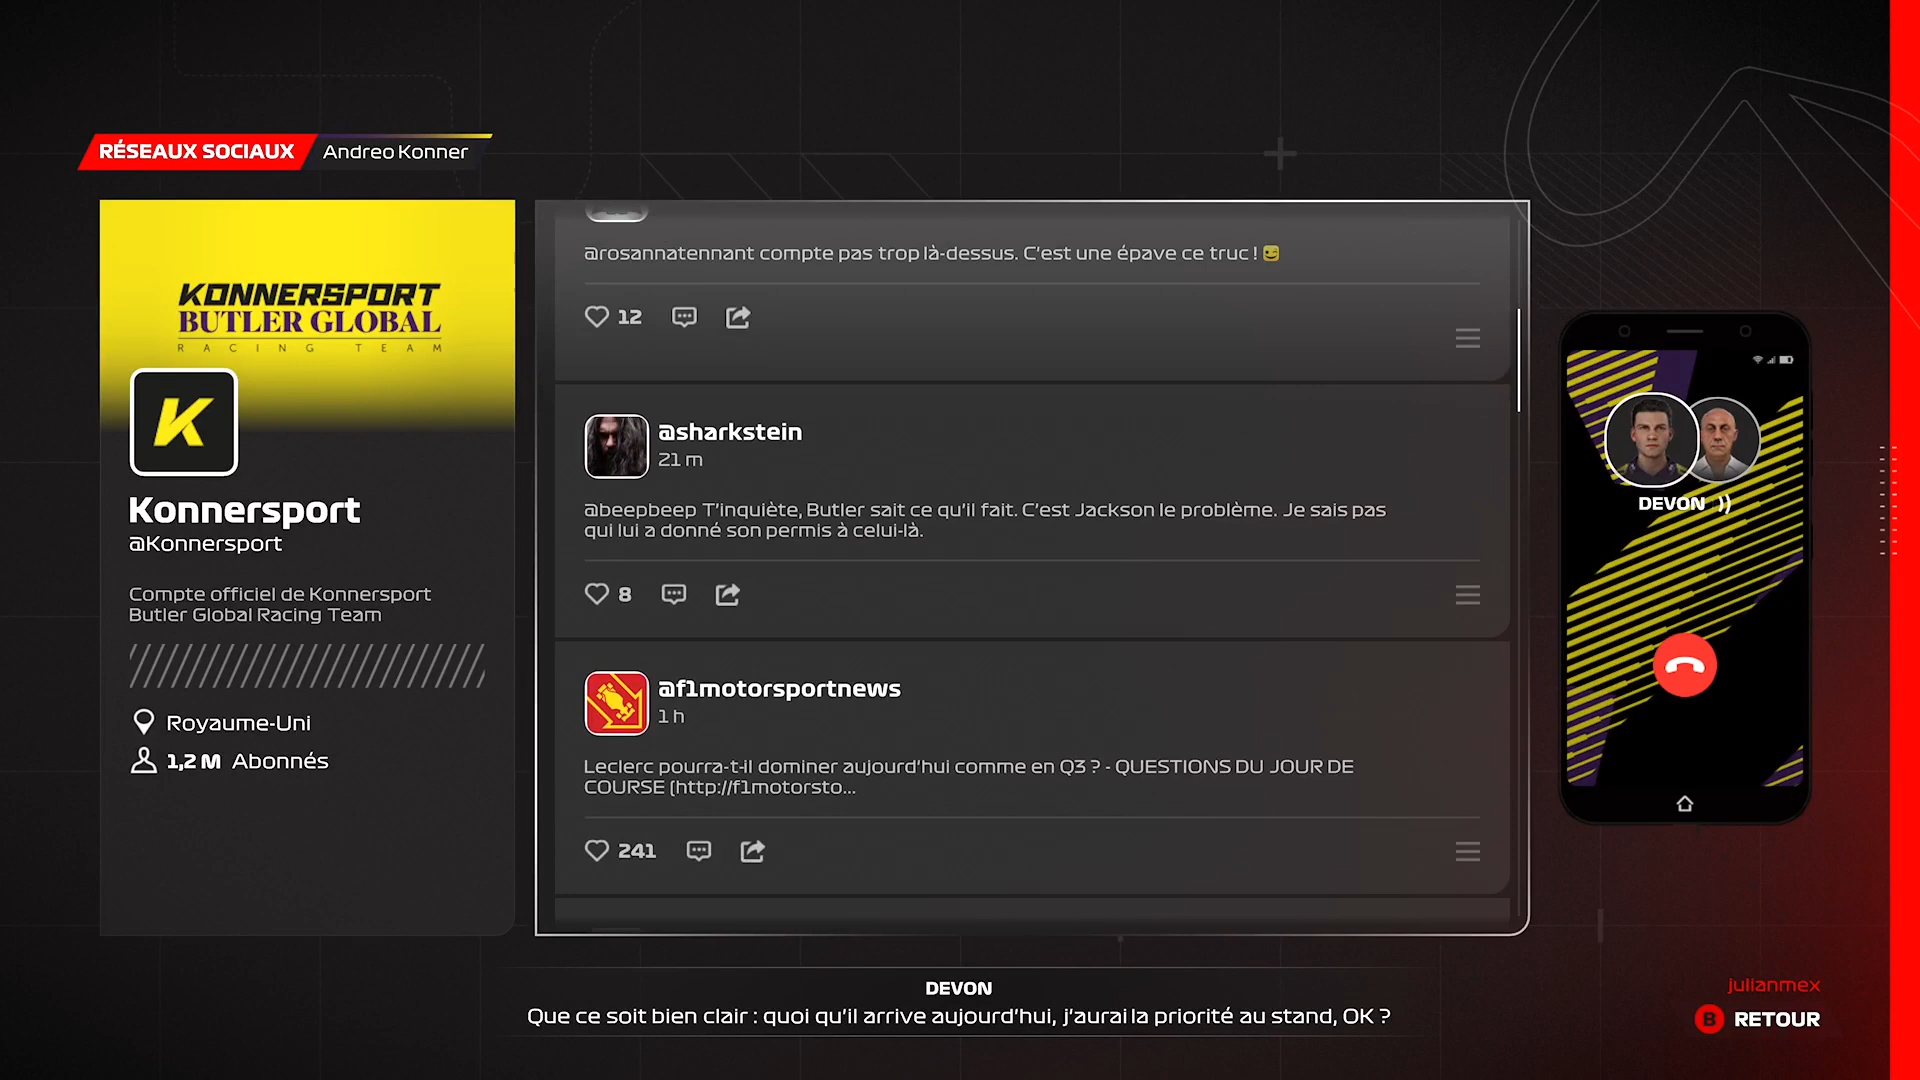 RÉSEAUX SOCIAUX
Andreo Konner
KONNERSPORT
BUTLER GLOBAL
RACING TEAM
K
Konnersport
@Konnersport
Compte officiel de Konnersport
Butler Global Racing Team
Royaume-Uni
1,2 M Abonnés
@rosannatennant compte pas trop là-dessus. C'est une épave ce truc ! 😉
12
@sharkstein
21 m
@beepbeep T'inquiète, Butler sait ce qu'il fait. C'est Jackson le problème. Je sais pas
qui lui a donné son permis à celui-là.
8
@f1motorsportnews
1 h
Leclerc pourra-t-il dominer aujourd'hui comme en Q3 ? - QUESTIONS DU JOUR DE
COURSE (http://f1motorsto...
241
DEVON
DEVON
Que ce soit bien clair : quoi qu'il arrive aujourd'hui, j'aurai la priorité au stand, OK ?
julianmex
B RETOUR